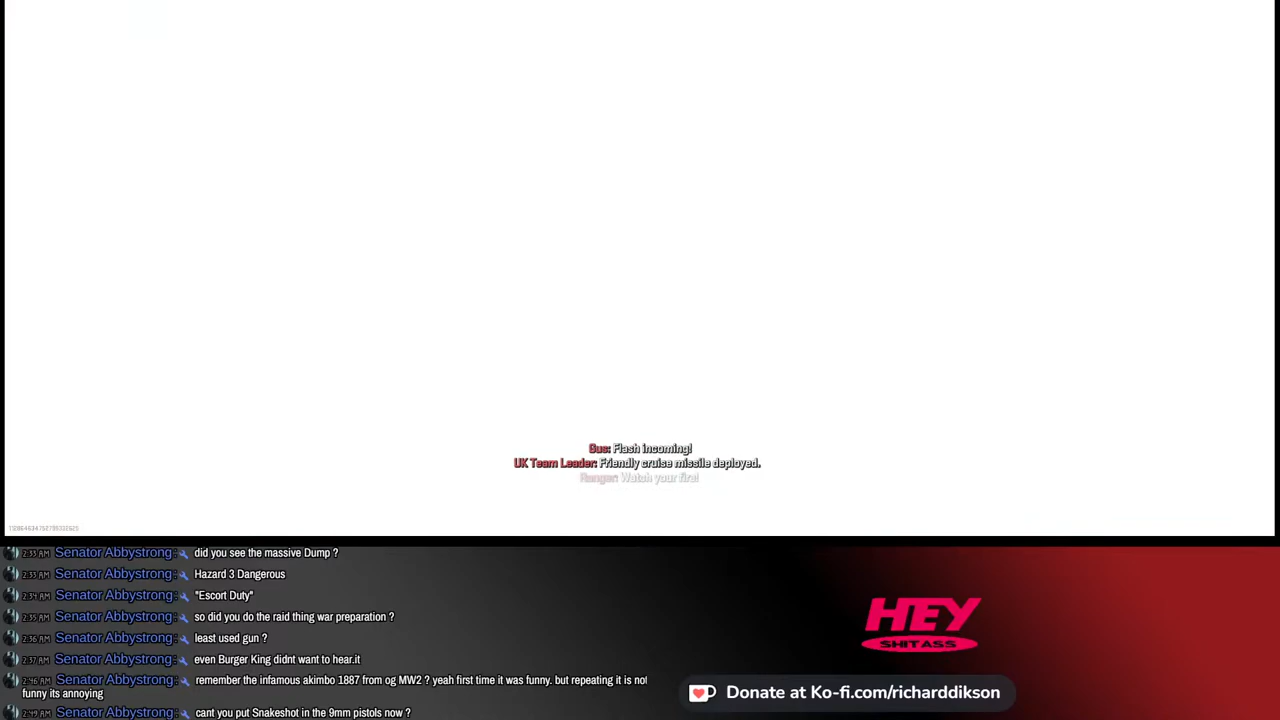 Gus: Flash incoming!
UK Team Leader: Friendly cruise missile deployed.
Ranger: Watch your fire!
2:33 AM Senator Abbystrong: did you see the massive Dump ?
2:33 AM Senator Abbystrong: Hazard 3 Dangerous
2:34 AM Senator Abbystrong: "Escort Duty"
2:35 AM Senator Abbystrong: so did you do the raid thing war preparation ?
2:36 AM Senator Abbystrong: least used gun ?
2:37 AM Senator Abbystrong: even Burger King didnt want to hear.it
2:46 AM Senator Abbystrong: remember the infamous akimbo 1887 from og MW2 ? yeah first time it was funny. but repeating it is not
funny its annoying
2:49 AM Senator Abbystrong: cant you put Snakeshot in the 9mm pistols now ?
HEY
SHITASS
Donate at Ko-fi.com/richarddikson